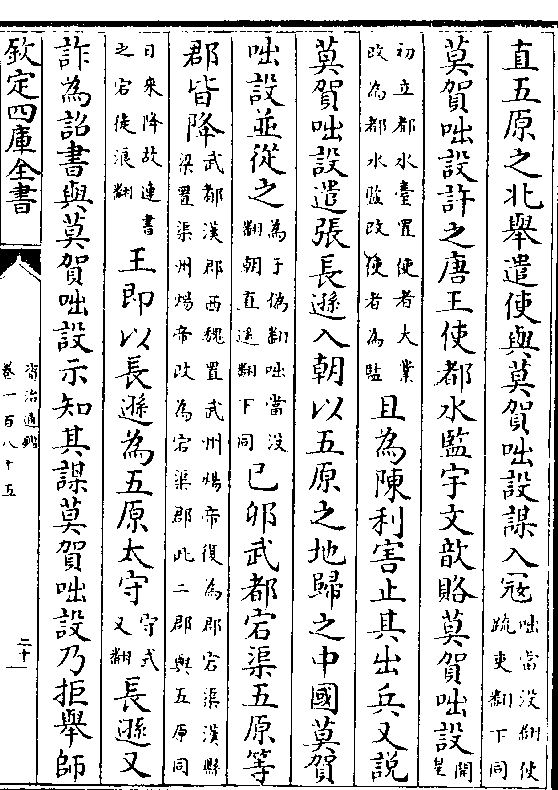 直五原之北舉遣使與莫賀咄設謀入冦
咄當没翻使
疏吏翻下同
莫賀咄設許之唐王使都水監宇文歆賂莫賀咄設
開
皇
初立都水臺置使者大業
改為都水監改使者為監
且為陳利害止其出兵又說
莫賀咄設遣張長遜入朝以五原之地歸之中國莫賀
咄設並從之
為于偽翻咄當没
翻朝直遥翻下同
已卯武都宕渠五原等
郡皆降
武都漢郡西魏置武州煬帝復為郡宕渠漢縣
梁置渠州煬帝改為宕渠郡此二郡與五原同
日來降故連書
之宕徒浪翻
王即以長遜為五原太守
守式
又翻
長遜又
詐為詔書與莫賀咄設示知其謀莫賀咄設乃拒舉師
欽定四庫全書
資治通鑑
卷一百八十五
二十